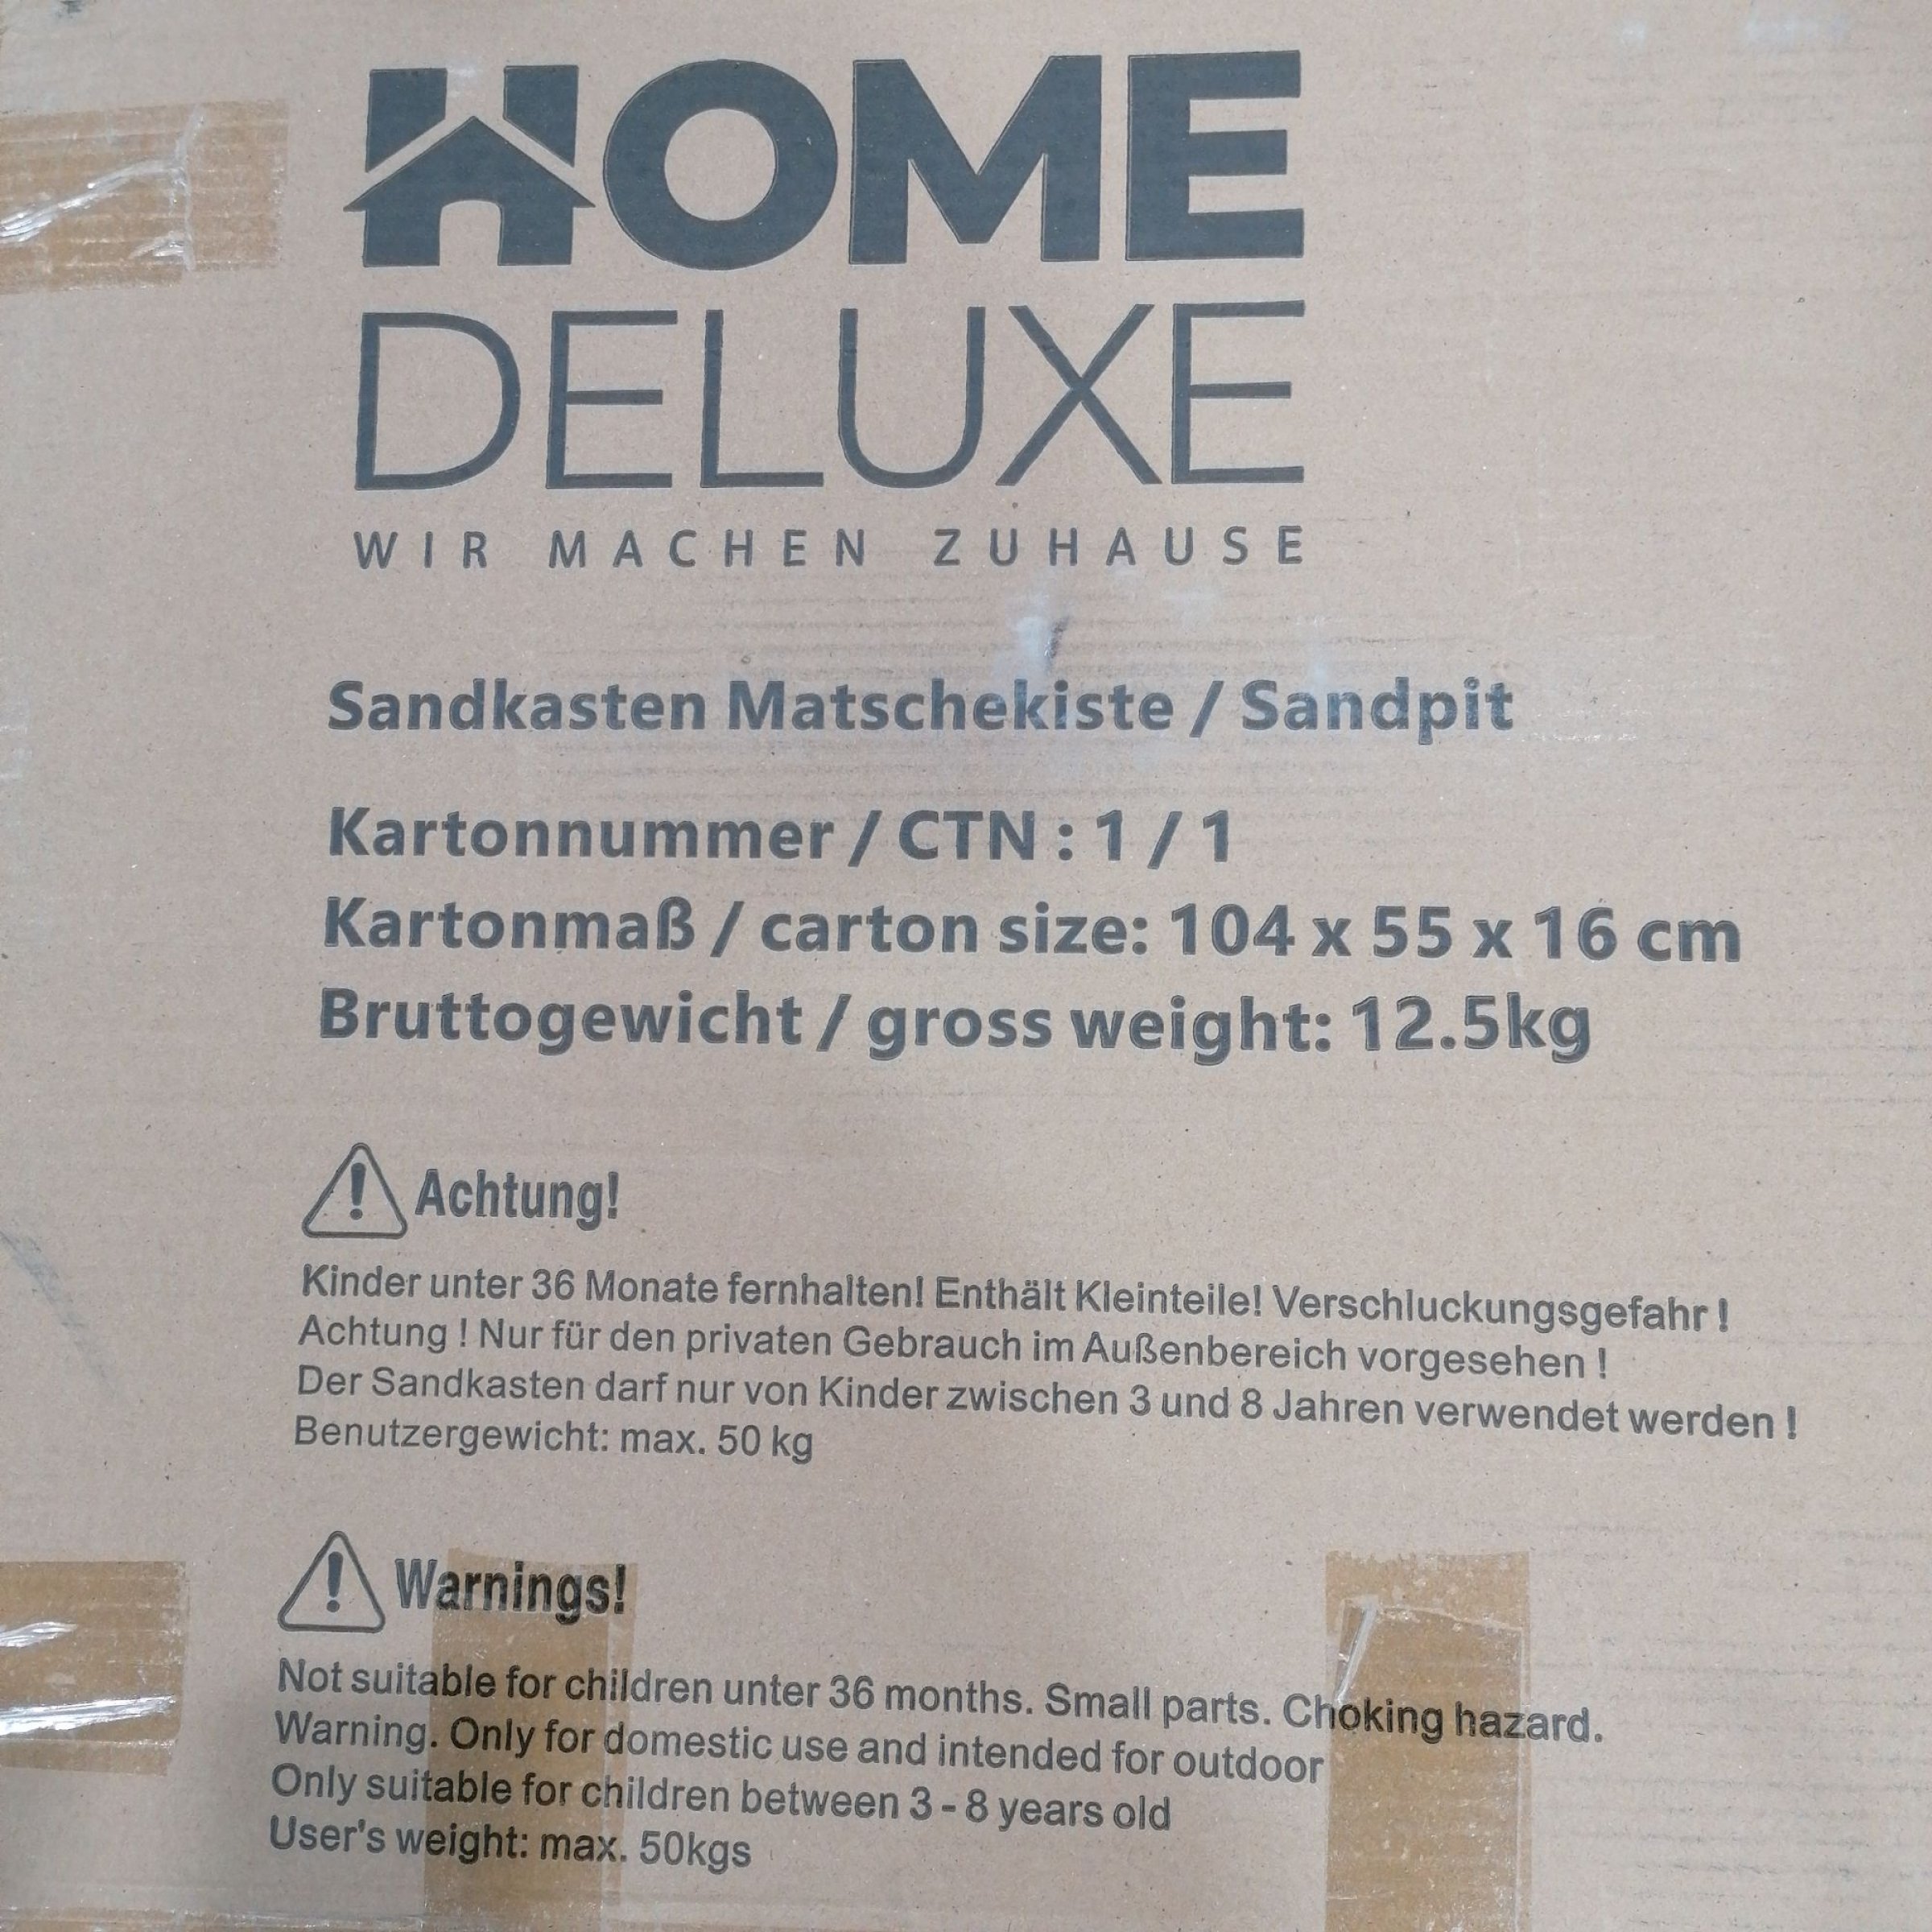 HOME
DELUXE
WIR MACHEN ZUHAUSE
Sandkasten Matschekiste / Sandpit
Kartonnummer / CTN : 1 / 1
Kartonmaß / carton size: 104 x 55 x 16 cm
Bruttogewicht / gross weight: 12.5kg
Achtung!
Kinder unter 36 Monate fernhalten! Enthält Kleinteile! Verschluckungsgefahr !
Achtung ! Nur für den privaten Gebrauch im Außenbereich vorgesehen !
Der Sandkasten darf nur von Kinder zwischen 3 und 8 Jahren verwendet werden !
Benutzergewicht: max. 50 kg
Warnings!
Not suitable for children unter 36 months. Small parts. Choking hazard.
Warning. Only for domestic use and intended for outdoor
Only suitable for children between 3 - 8 years old
User's weight: max. 50kgs